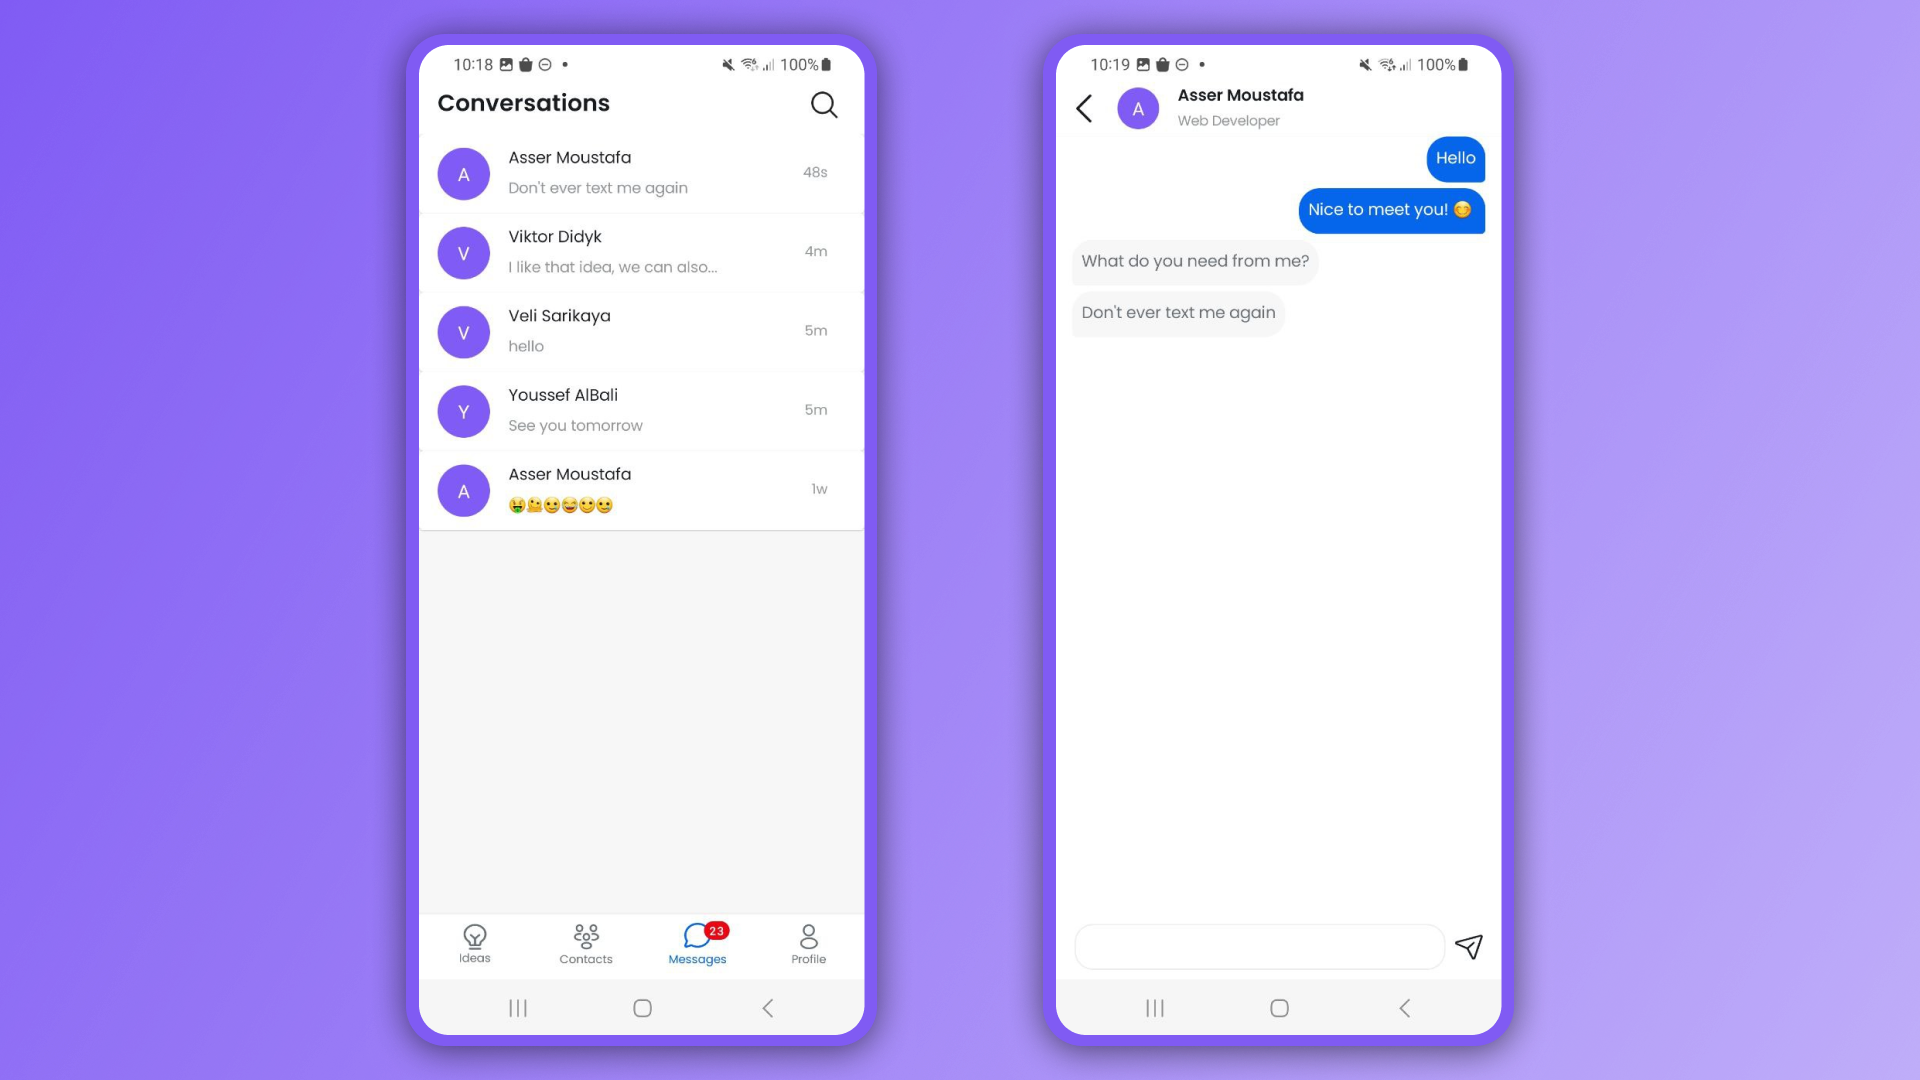 10:18
100%
Conversations
A
Asser Moustafa
Don't ever text me again
48s
V
Viktor Didyk
I like that idea, we can also...
4m
V
Veli Sarikaya
hello
5m
Y
Youssef AlBali
See you tomorrow
5m
A
Asser Moustafa
🤑🫠🙂😅🙂🙂
1w
Ideas
Contacts
23
Messages
Profile
10:19
100%
A
Asser Moustafa
Web Developer
Hello
Nice to meet you! 😊
What do you need from me?
Don't ever text me again